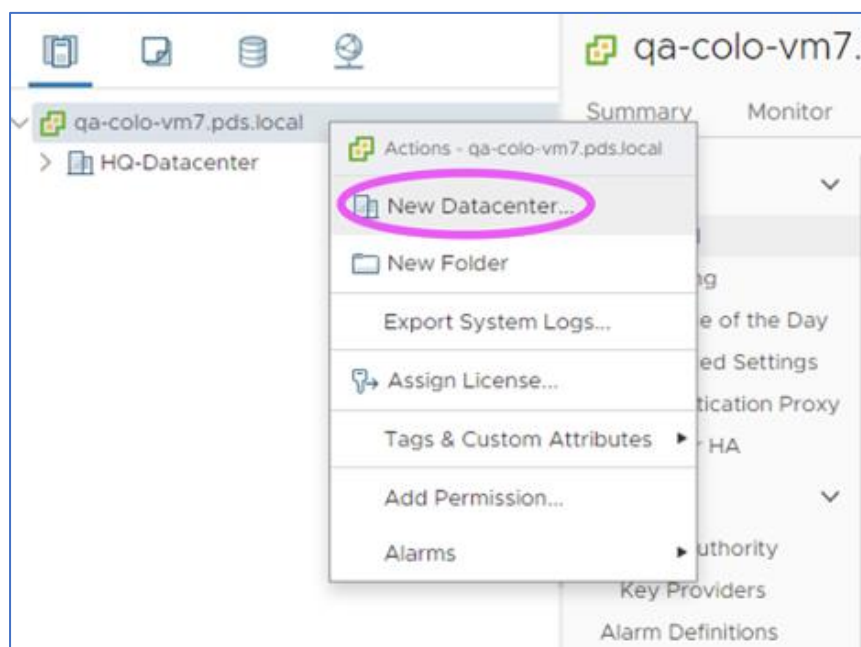 qa-colo-vm7.
Summary Monitor
qa-colo-vm7.pds.local
HQ-Datacenter
Actions - qa-colo-vm7.pds.local
New Datacenter...
New Folder
Export System Logs...
Assign License...
Tags & Custom Attributes
Add Permission...
Alarms
ng
e of the Day
ed Settings
tication Proxy
HA
uthority
Key Providers
Alarm Definitions